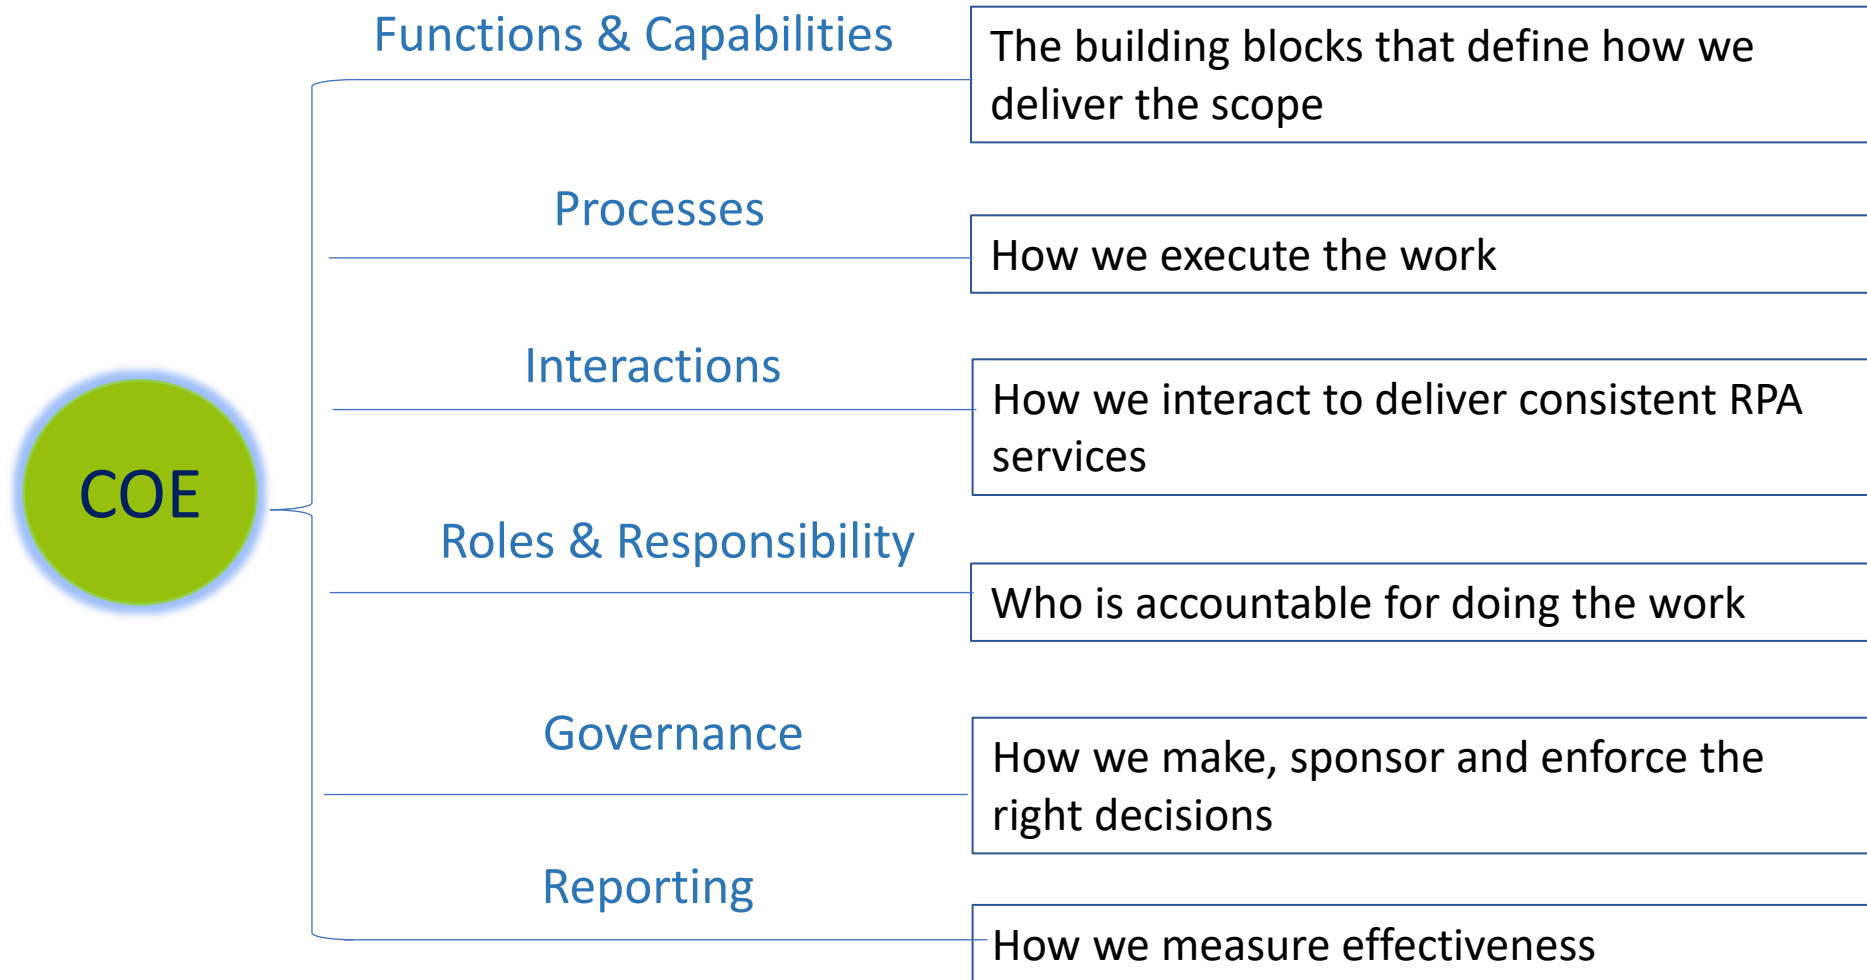 Functions & Capabilities
The building blocks that define how we
deliver the scope
Processes
How we execute the work
Interactions
How we interact to deliver consistent RPA
services
COE
Roles & Responsibility
Who is accountable for doing the work
Governance
How we make, sponsor and enforce the
right decisions
Reporting
How we measure effectiveness